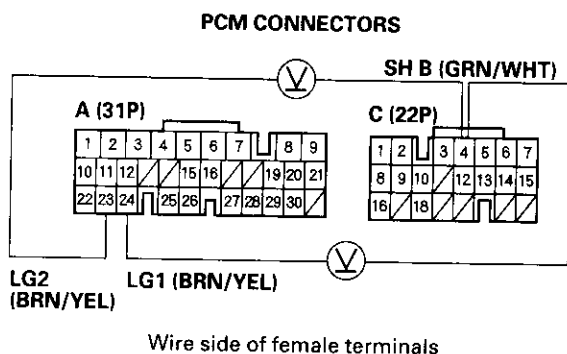 PCM CONNECTORS
V
SH B (GRN/WHT)
A (31P)
C (22P)
1 2 3 4 5 6 7 8 9
10 11 12 15 16 19 20 21
22 23 24 25 26 27 28 29 30
1 2 3 4 5 6 7
8 9 10 12 13 14 15
16 18
V
LG2
(BRN/YEL)
LG1 (BRN/YEL)
Wire side of female terminals